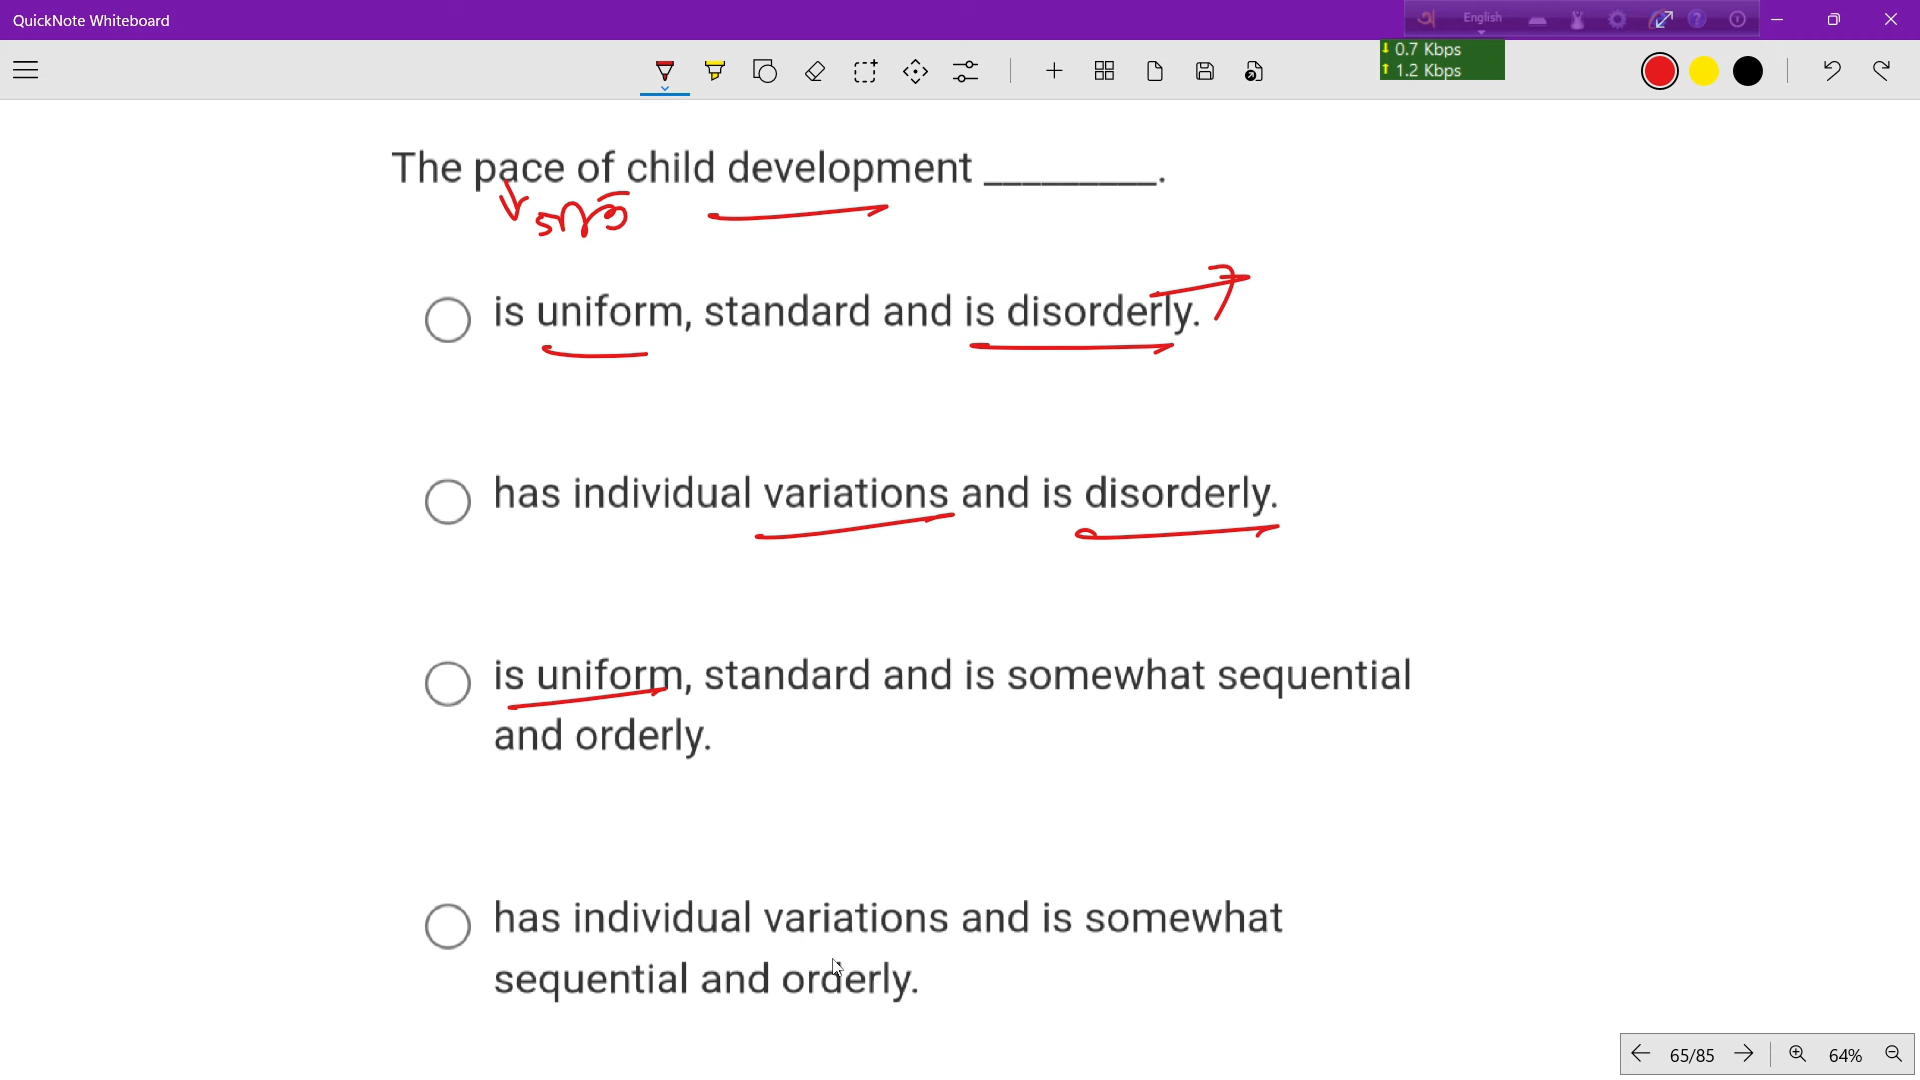 QuickNote Whiteboard
English
0.7 Kbps
1.2 Kbps
The pace of child development _________.
is uniform, standard and is disorderly.
has individual variations and is disorderly.
is uniform, standard and is somewhat sequential
and orderly.
has individual variations and is somewhat
sequential and orderly.
65/85
64%